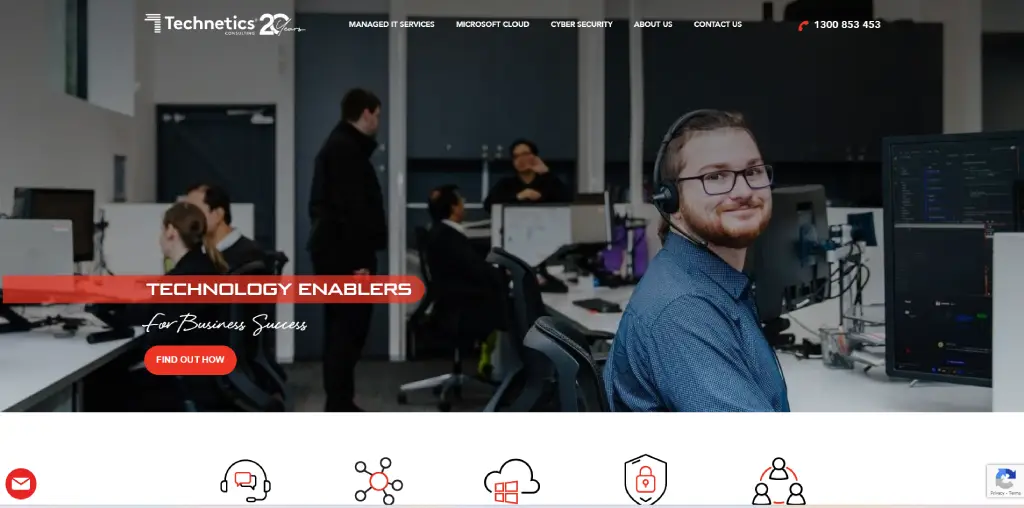 Technetics
CONSULTING
20
Years
MANAGED IT SERVICES
MICROSOFT CLOUD
CYBER SECURITY
ABOUT US
CONTACT US
1300 853 453
TECHNOLOGY ENABLERS
For Business Success
FIND OUT HOW
Privacy - Terms